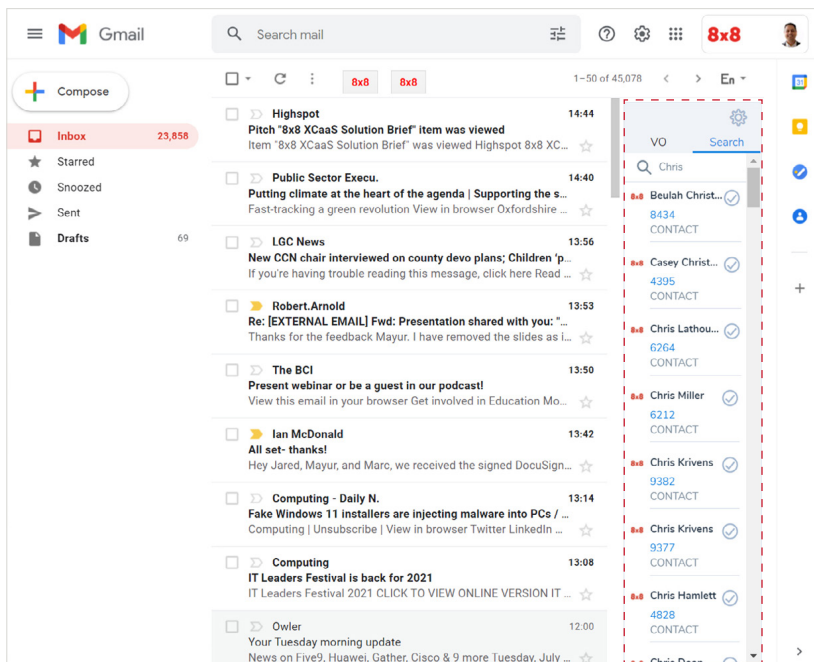 Gmail
Search mail
8x8
Compose
8x8
8x8
1–50 of 45,078
En
Inbox 23,858
Starred
Snoozed
Sent
Drafts 69
Highspot 14:44
Pitch "8x8 XCaaS Solution Brief" item was viewed
Item "8x8 XCaaS Solution Brief" was viewed Highspot 8x8 XC...
Public Sector Execu. 14:40
Putting climate at the heart of the agenda | Supporting the s...
Fast-tracking a green revolution View in browser Oxfordshire ...
LGC News 13:56
New CCN chair interviewed on county devo plans; Children 'p...
If you're having trouble reading this message, click here Read ...
Robert.Arnold 13:53
Re: [EXTERNAL EMAIL] Fwd: Presentation shared with you: "...
Thanks for the feedback Mayur. I have removed the slides as i...
The BCI 13:50
Present webinar or be a guest in our podcast!
View this email in your browser Get involved in Education Mo...
Ian McDonald 13:42
All set- thanks!
Hey Jared, Mayur, and Marc, we received the signed DocuSign...
Computing - Daily N. 13:14
Fake Windows 11 installers are injecting malware into PCs / ...
Computing | Unsubscribe | View in browser Twitter LinkedIn ...
Computing 13:08
IT Leaders Festival is back for 2021
IT Leaders Festival 2021 CLICK TO VIEW ONLINE VERSION IT ...
Owler 12:00
Your Tuesday morning update
News on Five9, Huawei, Gather, Cisco & 9 more Tuesday, July ...
VO Search
Chris
8x8 Beulah Christ...
8434
CONTACT
8x8 Casey Christ...
4395
CONTACT
8x8 Chris Lathou...
6264
CONTACT
8x8 Chris Miller
6212
CONTACT
8x8 Chris Krivens
9382
CONTACT
8x8 Chris Krivens
9377
CONTACT
8x8 Chris Hamlett
4828
CONTACT
31